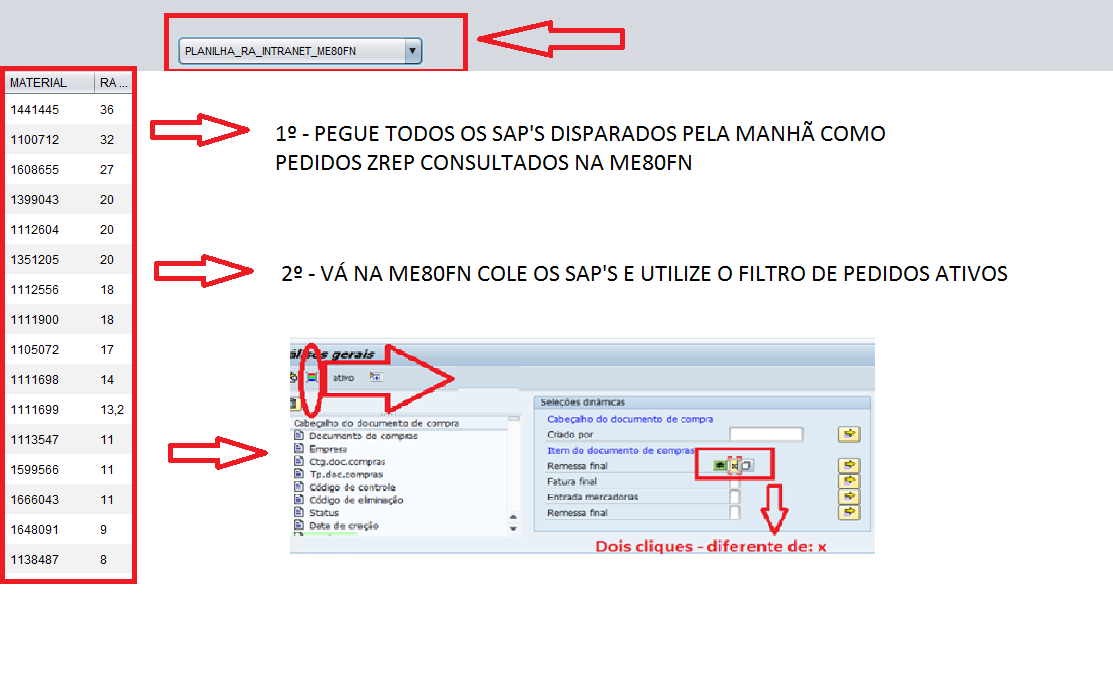 PLANILHA_RA_INTRANET_ME80FN
MATERIAL RA ...
1441445 36
1100712 32
1608655 27
1399043 20
1112604 20
1351205 20
1112556 18
1111900 18
1105072 17
1111698 14
1111699 13,2
1113547 11
1599566 11
1666043 11
1648091 9
1138487 8
1º - PEGUE TODOS OS SAP'S DISPARADOS PELA MANHÃ COMO
PEDIDOS ZREP CONSULTADOS NA ME80FN
2º - VÁ NA ME80FN COLE OS SAP'S E UTILIZE O FILTRO DE PEDIDOS ATIVOS
gerais
ativo
Cabeçalho do documento de compra
Documento de compras
Empresa
Ctg.doc.compras
Tp.doc.compras
Código de controle
Código de eliminação
Status
Data de criação
Seleções dinâmicas
Cabeçalho do documento de compra
Criado por
Item do documento de compras
Remessa final x
Fatura final
Entrada mercadorias
Remessa final
Dois cliques - diferente de: x